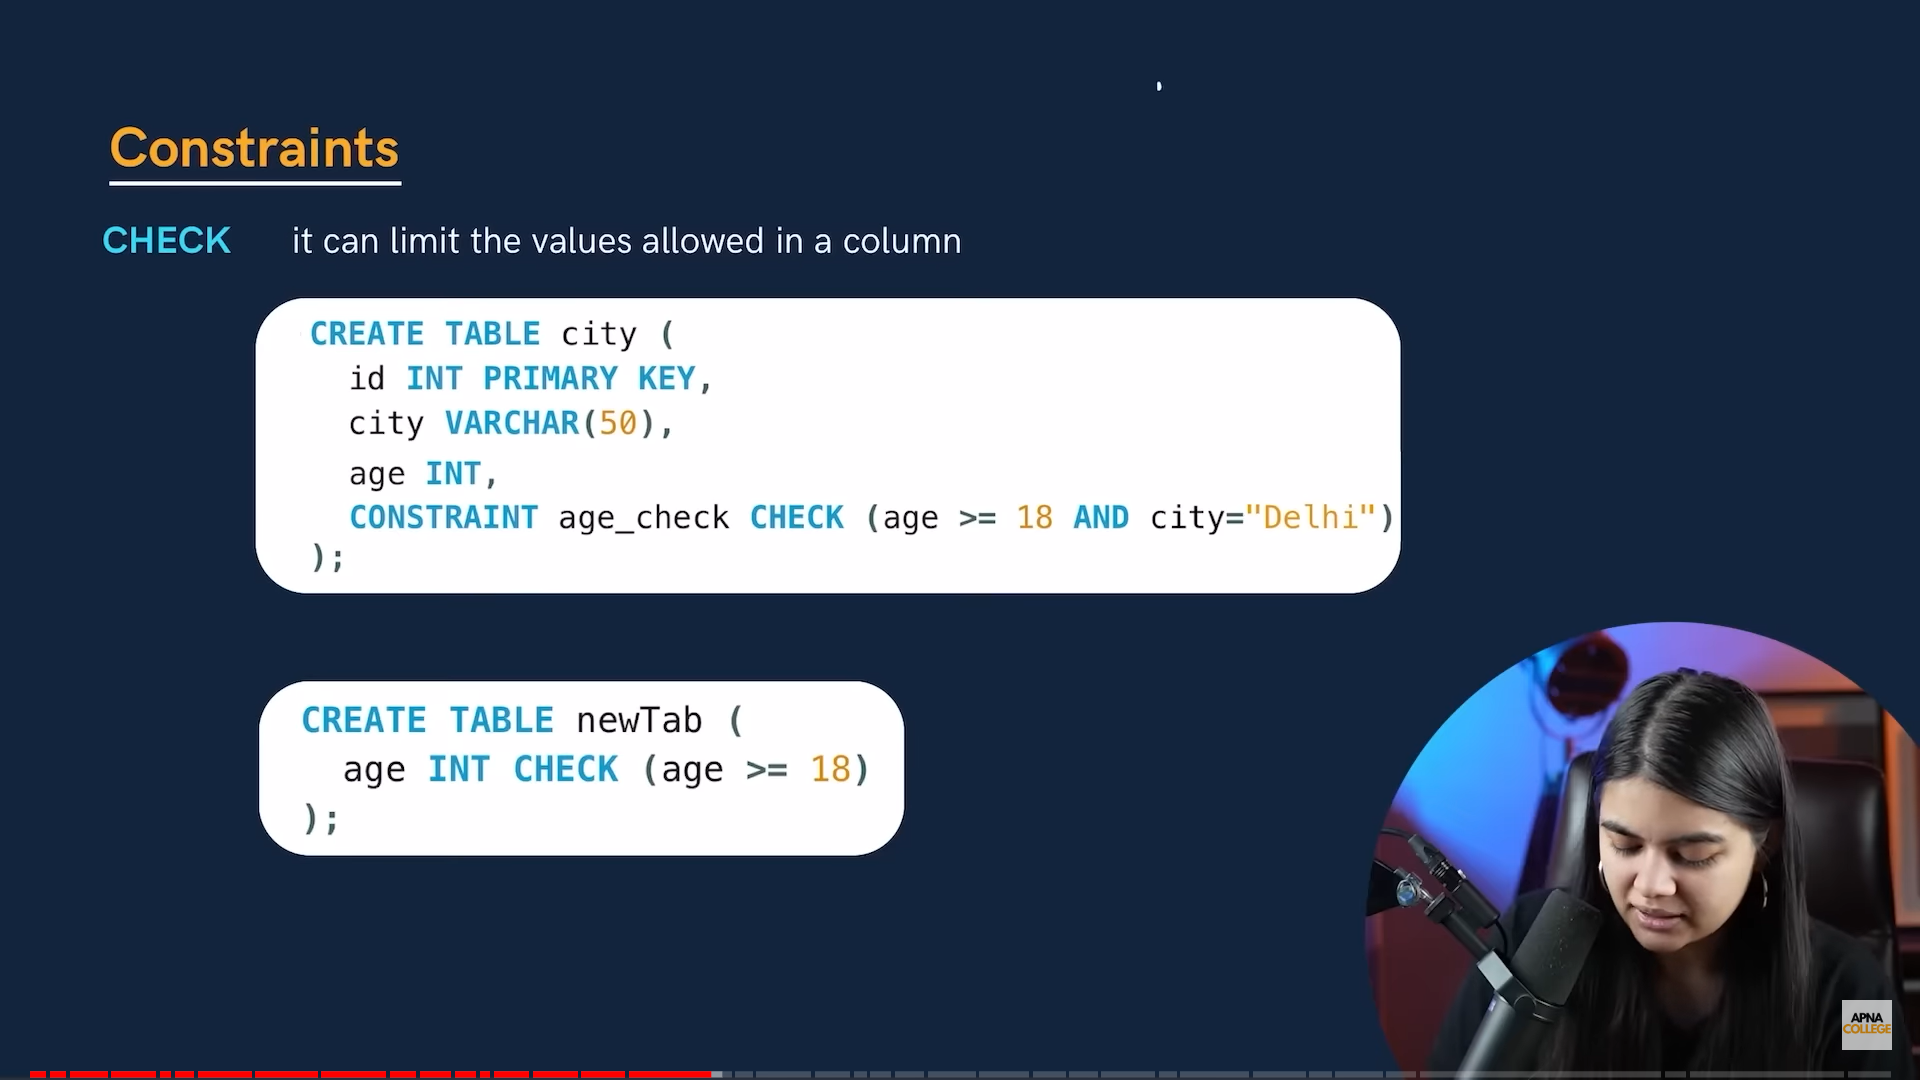 Constraints
CHECK it can limit the values allowed in a column
CREATE TABLE city (
id INT PRIMARY KEY,
city VARCHAR(50),
age INT,
CONSTRAINT age_check CHECK (age >= 18 AND city="Delhi")
);
CREATE TABLE newTab (
age INT CHECK (age >= 18)
);
APNA
COLLEGE